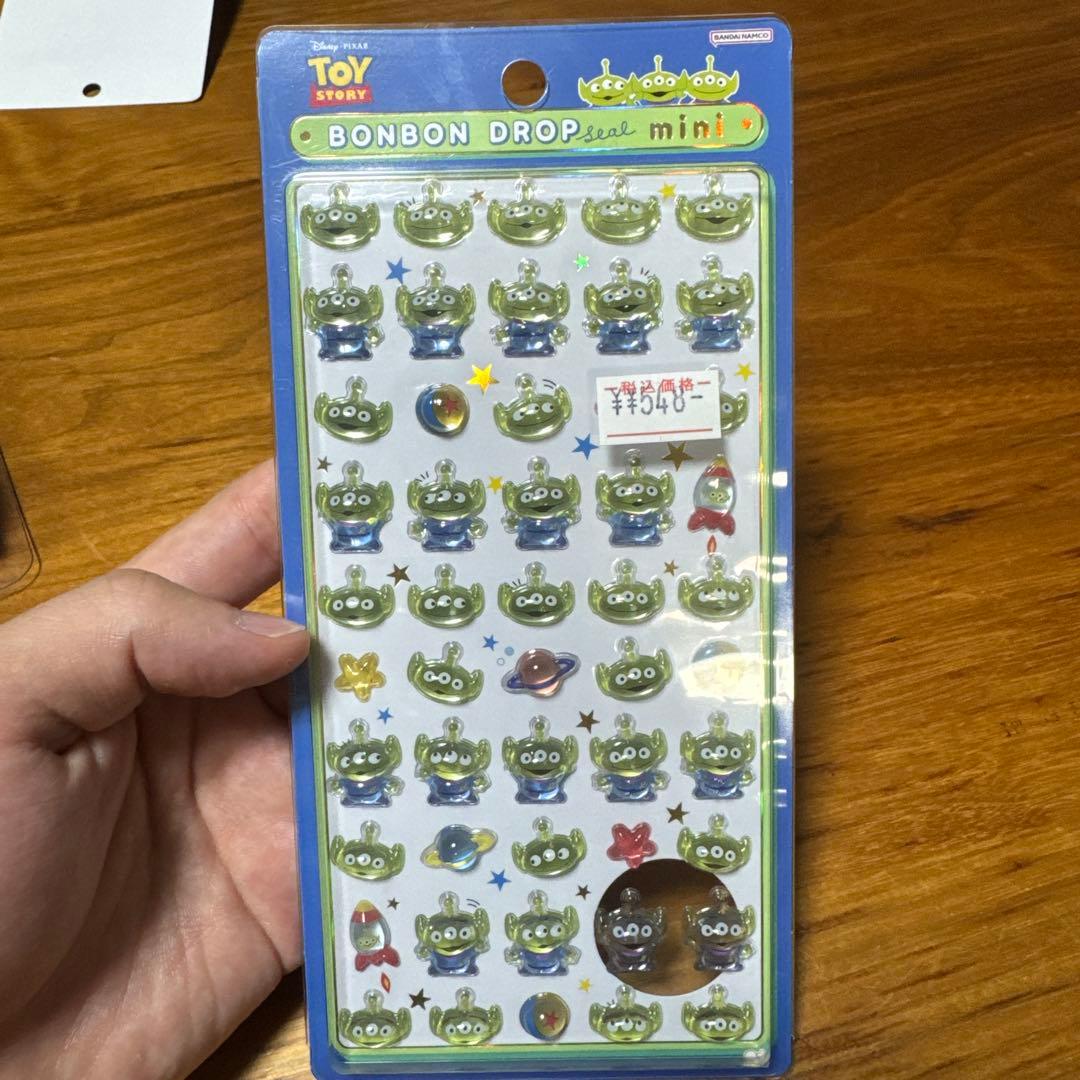 Disney · PIXAR
TOY
STORY
BANDAI NAMCO
BONBON DROP seal mini
税込価格
¥¥548-